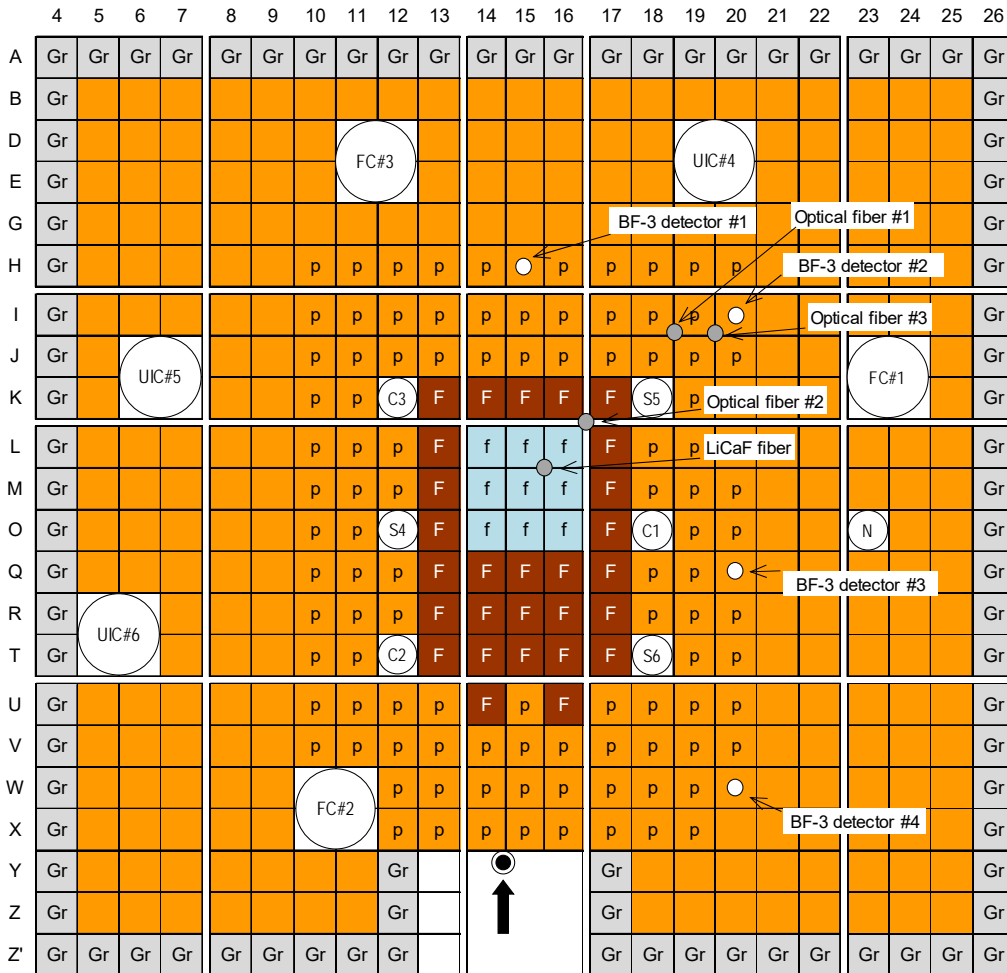 4 5 6 7 8 9 10 11 12 13 14 15 16 17 18 19 20 21 22 23 24 25 26
A Gr Gr Gr Gr Gr Gr Gr Gr Gr Gr Gr Gr Gr Gr Gr Gr Gr Gr Gr Gr Gr Gr Gr
B Gr Gr
D Gr Gr
FC#3 UIC#4
E Gr Gr
G Gr BF-3 detector #1 Optical fiber #1 Gr
H Gr p p p p p p p p p p BF-3 detector #2 Gr
I Gr p p p p p p p p p p Optical fiber #3 Gr
J Gr p p p p p p p p p p p Gr
UIC#5 FC#1
K Gr p p C3 F F F F F S5 p Optical fiber #2 Gr
L Gr p p p F f f f F p p LiCaF fiber Gr
M Gr p p p F f f f F p p p Gr
O Gr p p S4 F f f f F C1 p p N Gr
Q Gr p p p F F F F F p p BF-3 detector #3 Gr
R Gr p p p F F F F F p p p Gr
UIC#6
T Gr p p C2 F F F F F S6 p p Gr
U Gr p p p p F p F p p p p Gr
V Gr p p p p p p p p p p p Gr
W Gr p p p p p p p p Gr
FC#2
X Gr p p p p p p p p BF-3 detector #4 Gr
Y Gr Gr Gr Gr
Z Gr Gr Gr Gr
Z' Gr Gr Gr Gr Gr Gr Gr Gr Gr Gr Gr Gr Gr Gr Gr Gr Gr Gr Gr